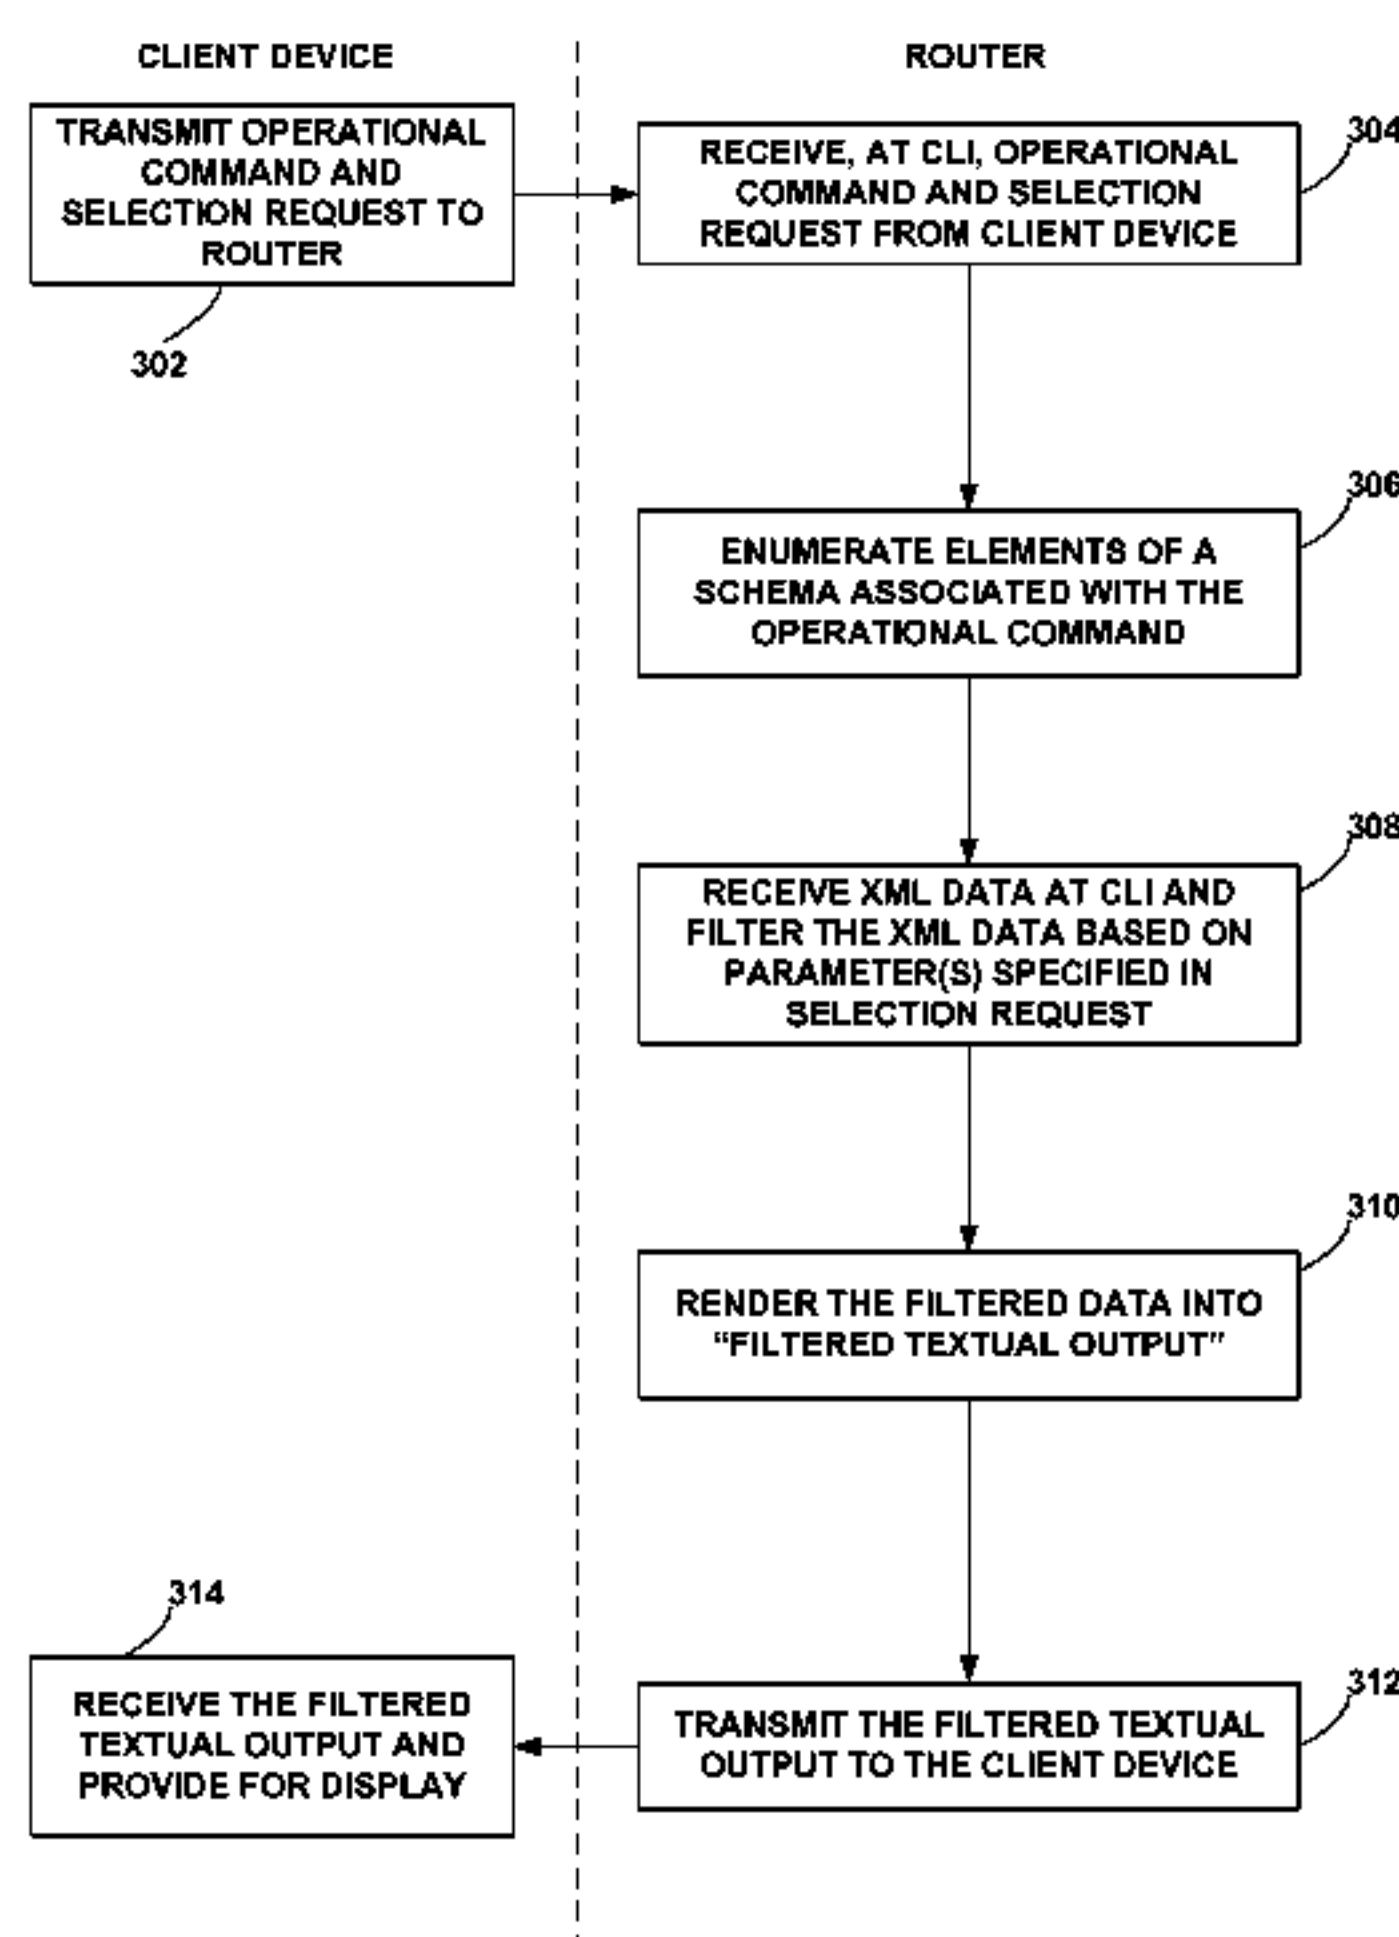 CLIENT DEVICE
ROUTER
TRANSMIT OPERATIONAL
COMMAND AND
SELECTION REQUEST TO
ROUTER
302
304
RECEIVE, AT CLI, OPERATIONAL
COMMAND AND SELECTION
REQUEST FROM CLIENT DEVICE
306
ENUMERATE ELEMENTS OF A
SCHEMA ASSOCIATED WITH THE
OPERATIONAL COMMAND
308
RECEIVE XML DATA AT CLI AND
FILTER THE XML DATA BASED ON
PARAMETER(S) SPECIFIED IN
SELECTION REQUEST
310
RENDER THE FILTERED DATA INTO
“FILTERED TEXTUAL OUTPUT”
312
TRANSMIT THE FILTERED TEXTUAL
OUTPUT TO THE CLIENT DEVICE
314
RECEIVE THE FILTERED
TEXTUAL OUTPUT AND
PROVIDE FOR DISPLAY